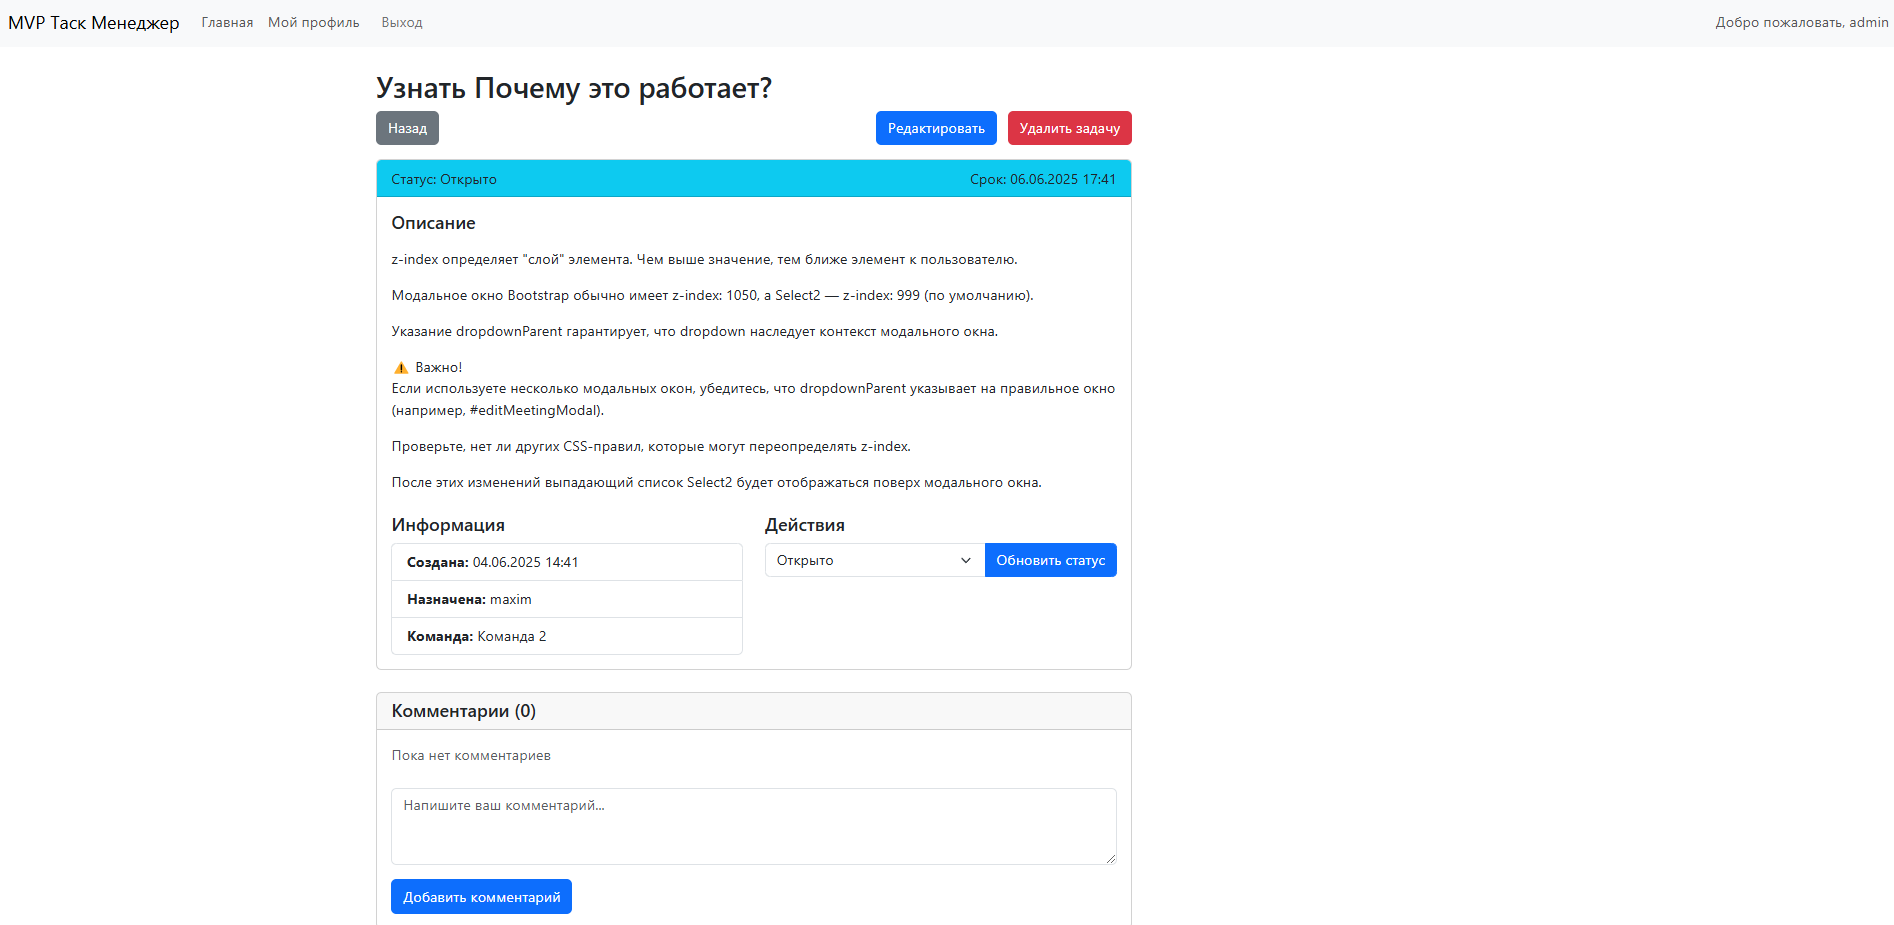 MVP Таск Менеджер Главная Мой профиль Выход Добро пожаловать, admin
Узнать Почему это работает?
Назад Редактировать Удалить задачу
Статус: Открыто Срок: 06.06.2025 17:41
Описание
z-index определяет "слой" элемента. Чем выше значение, тем ближе элемент к пользователю.
Модальное окно Bootstrap обычно имеет z-index: 1050, а Select2 — z-index: 999 (по умолчанию).
Указание dropdownParent гарантирует, что dropdown наследует контекст модального окна.
⚠️ Важно!
Если используете несколько модальных окон, убедитесь, что dropdownParent указывает на правильное окно
(например, #editMeetingModal).
Проверьте, нет ли других CSS-правил, которые могут переопределять z-index.
После этих изменений выпадающий список Select2 будет отображаться поверх модального окна.
Информация
Создана: 04.06.2025 14:41
Назначена: maxim
Команда: Команда 2
Действия
Открыто Обновить статус
Комментарии (0)
Пока нет комментариев
Напишите ваш комментарий...
Добавить комментарий